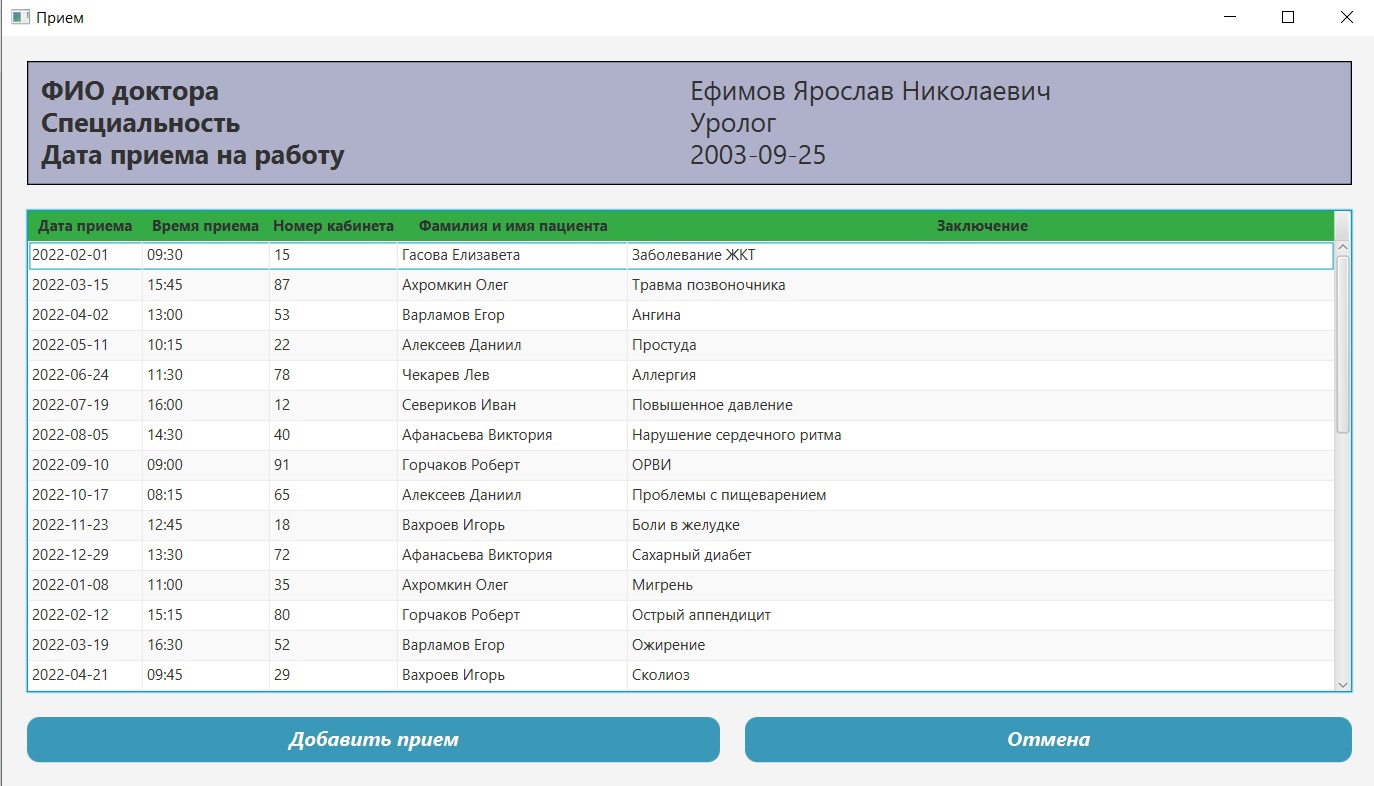 Прием
ФИО доктора Ефимов Ярослав Николаевич
Специальность Уролог
Дата приема на работу 2003-09-25
Дата приема Время приема Номер кабинета Фамилия и имя пациента Заключение
2022-02-01 09:30 15 Гасова Елизавета Заболевание ЖКТ
2022-03-15 15:45 87 Ахромкин Олег Травма позвоночника
2022-04-02 13:00 53 Варламов Егор Ангина
2022-05-11 10:15 22 Алексеев Даниил Простуда
2022-06-24 11:30 78 Чекарев Лев Аллергия
2022-07-19 16:00 12 Севериков Иван Повышенное давление
2022-08-05 14:30 40 Афанасьева Виктория Нарушение сердечного ритма
2022-09-10 09:00 91 Горчаков Роберт ОРВИ
2022-10-17 08:15 65 Алексеев Даниил Проблемы с пищеварением
2022-11-23 12:45 18 Вахроев Игорь Боли в желудке
2022-12-29 13:30 72 Афанасьева Виктория Сахарный диабет
2022-01-08 11:00 35 Ахромкин Олег Мигрень
2022-02-12 15:15 80 Горчаков Роберт Острый аппендицит
2022-03-19 16:30 52 Варламов Егор Ожирение
2022-04-21 09:45 29 Вахроев Игорь Сколиоз
Добавить прием Отмена